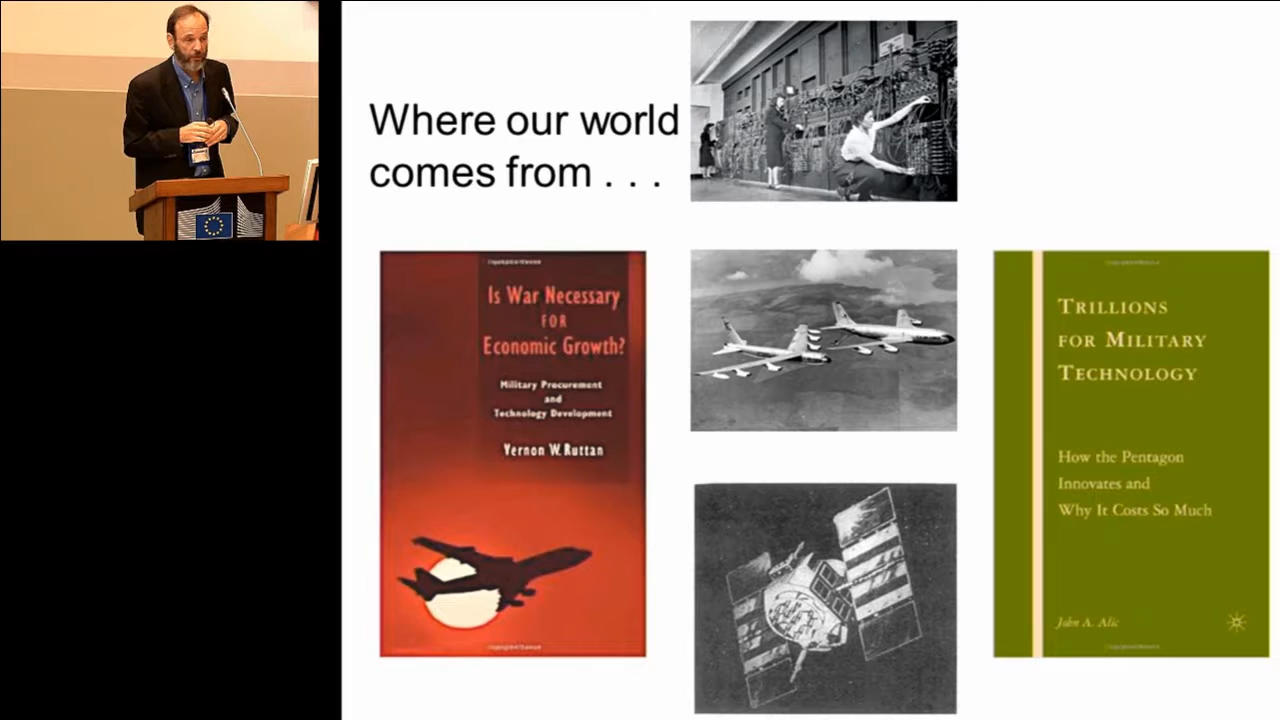 Where our world
comes from . . .
Is War Necessary
FOR
Economic Growth?
Military Procurement
and
Technology Development
Vernon W. Ruttan
TRILLIONS
FOR MILITARY
TECHNOLOGY
How the Pentagon
Innovates and
Why It Costs So Much
John A. Alic